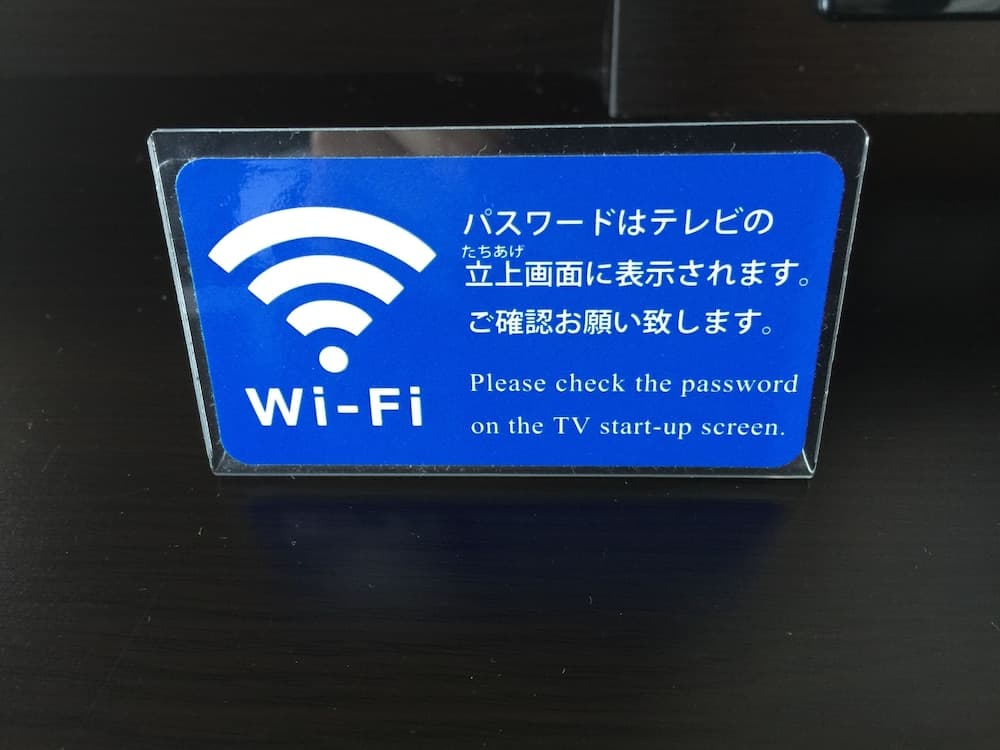 Wi-Fi
パスワードはテレビの
たちあげ
立上画面に表示されます。
ご確認お願い致します。
Please check the password
on the TV start-up screen.